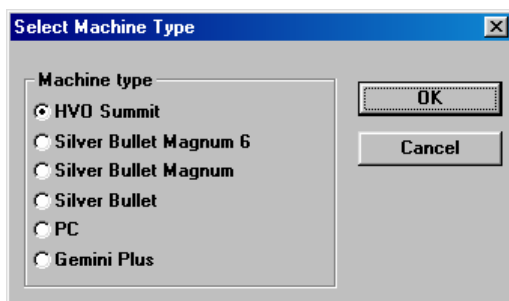 Select Machine Type
Machine type
HVO Summit
Silver Bullet Magnum 6
Silver Bullet Magnum
Silver Bullet
PC
Gemini Plus
OK
Cancel